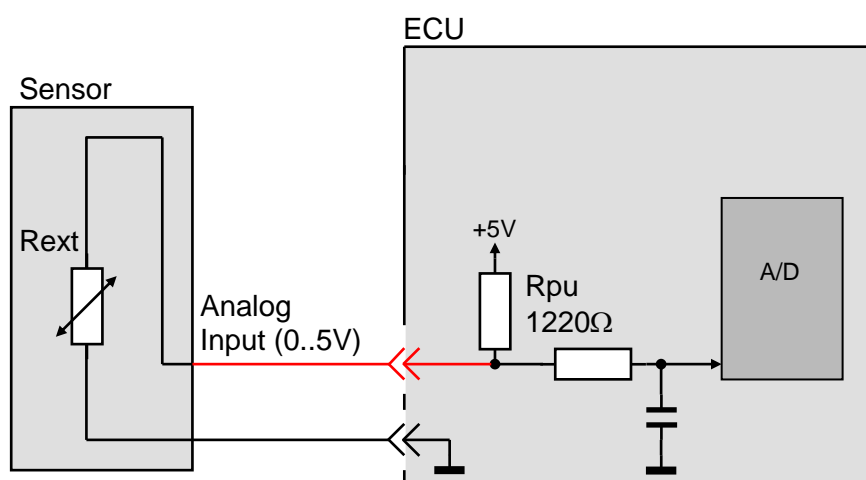 ECU
Sensor
Rext
+5V
A/D
Rpu
1220Ω
Analog
Input (0..5V)